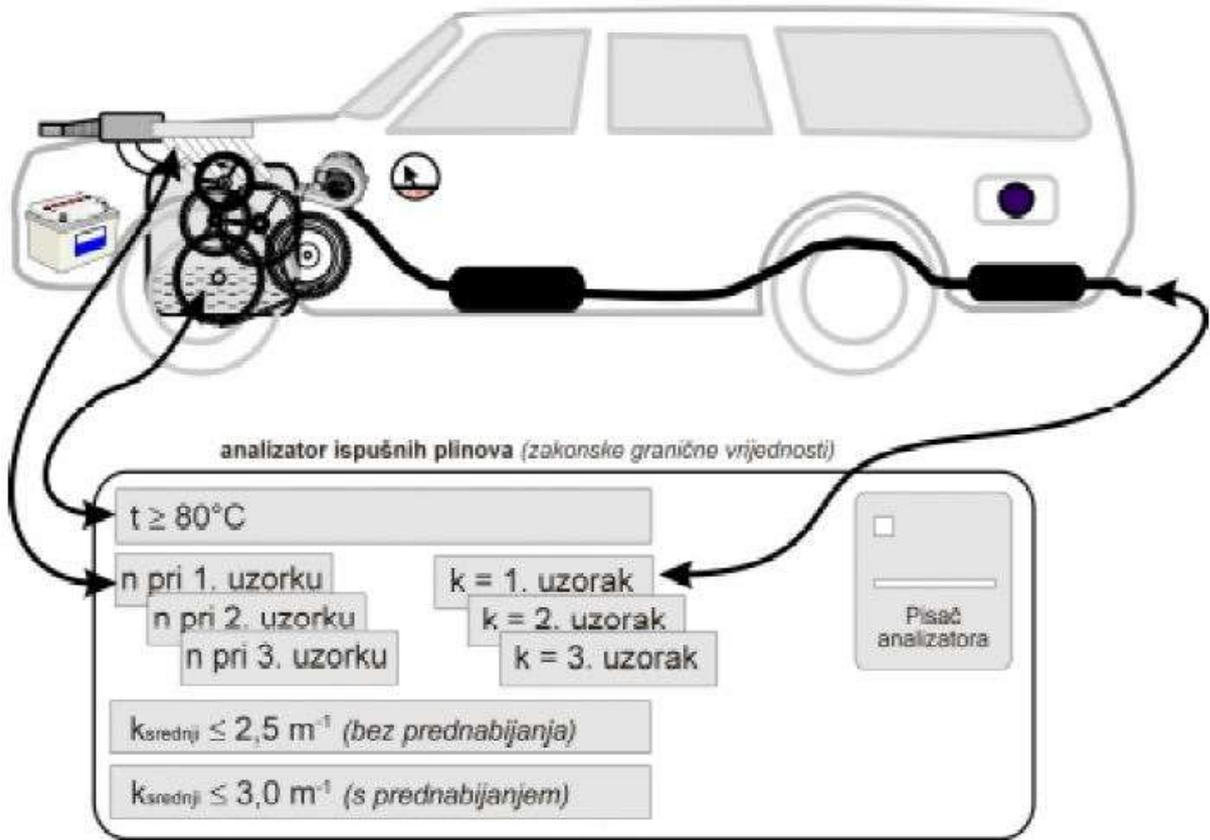 analizator ispušnih plinova (zakonske granične vrijednosti)
t ≥ 80°C
n pri 1. uzorku
n pri 2. uzorku
n pri 3. uzorku
k = 1. uzorak
k = 2. uzorak
k = 3. uzorak
Pisač
analizatora
ksrednji ≤ 2,5 m⁻¹ (bez prednabijanja)
ksrednji ≤ 3,0 m⁻¹ (s prednabijanjem)